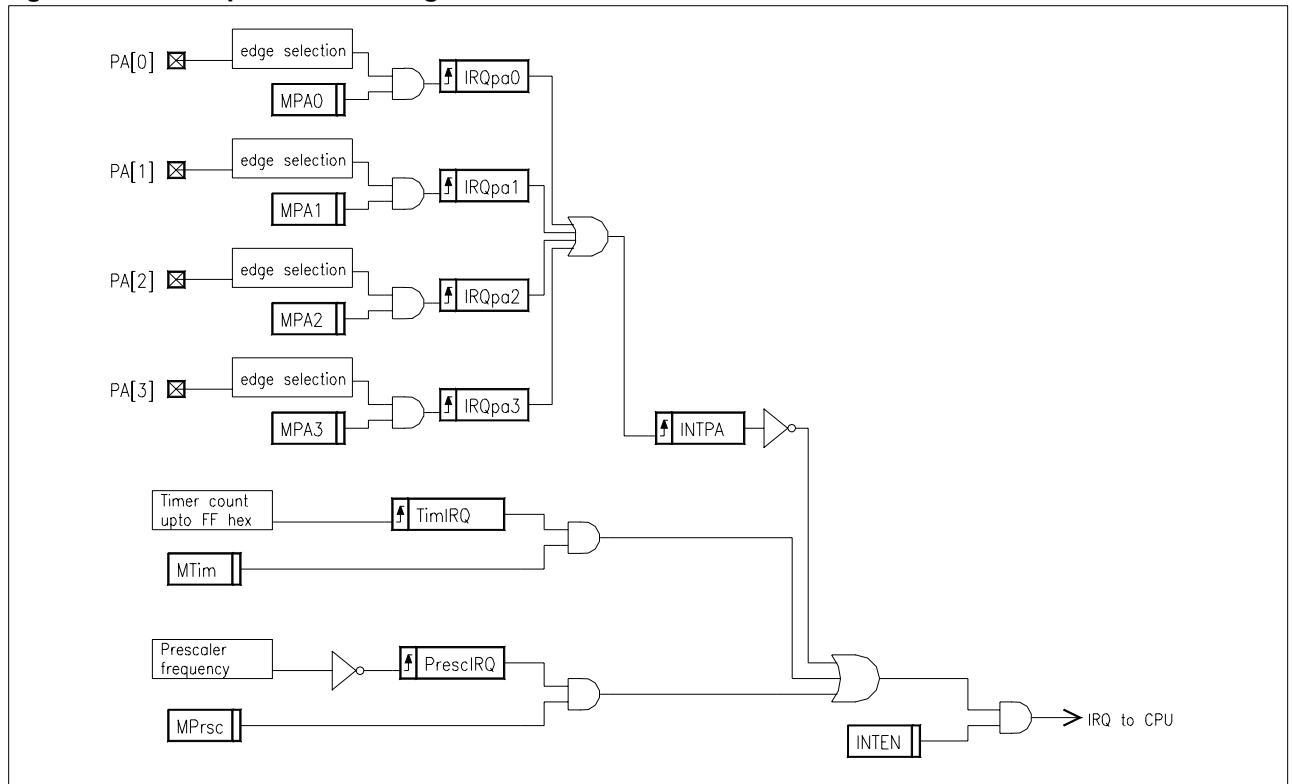 PA[0]
edge selection
MPA0
IRQpa0
PA[1]
edge selection
MPA1
IRQpa1
PA[2]
edge selection
MPA2
IRQpa2
PA[3]
edge selection
MPA3
IRQpa3
INTPA
Timer count
upto FF hex
TimIRQ
MTim
Prescaler
frequency
PrescIRQ
MPrsc
INTEN
IRQ to CPU